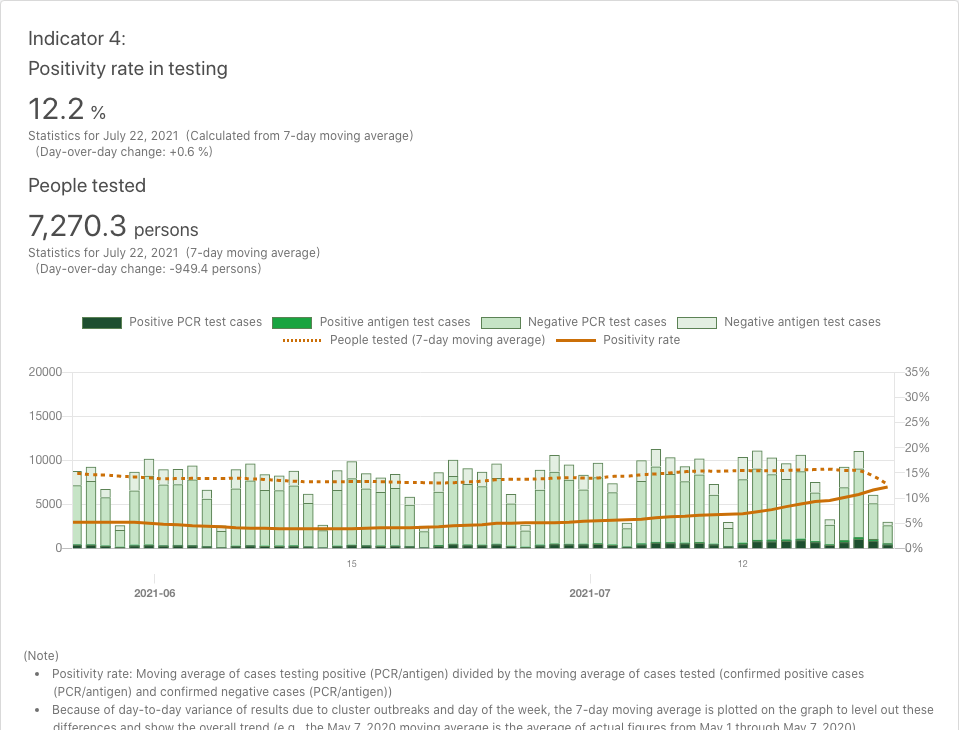 Indicator 4:
Positivity rate in testing
12.2 %
Statistics for July 22, 2021 (Calculated from 7-day moving average)
(Day-over-day change: +0.6 %)
People tested
7,270.3 persons
Statistics for July 22, 2021 (7-day moving average)
(Day-over-day change: -949.4 persons)
Positive PCR test cases Positive antigen test cases Negative PCR test cases Negative antigen test cases
People tested (7-day moving average) Positivity rate
20000 35%
30%
15000 25%
20%
10000 15%
10%
5000 5%
0 0%
15 12
2021-06 2021-07
(Note)
• Positivity rate: Moving average of cases testing positive (PCR/antigen) divided by the moving average of cases tested (confirmed positive cases
(PCR/antigen) and confirmed negative cases (PCR/antigen))
• Because of day-to-day variance of results due to cluster outbreaks and day of the week, the 7-day moving average is plotted on the graph to level out these
differences and show the overall trend (e.g., the May 7, 2020 moving average is the average of actual figures from May 1 through May 7, 2020)